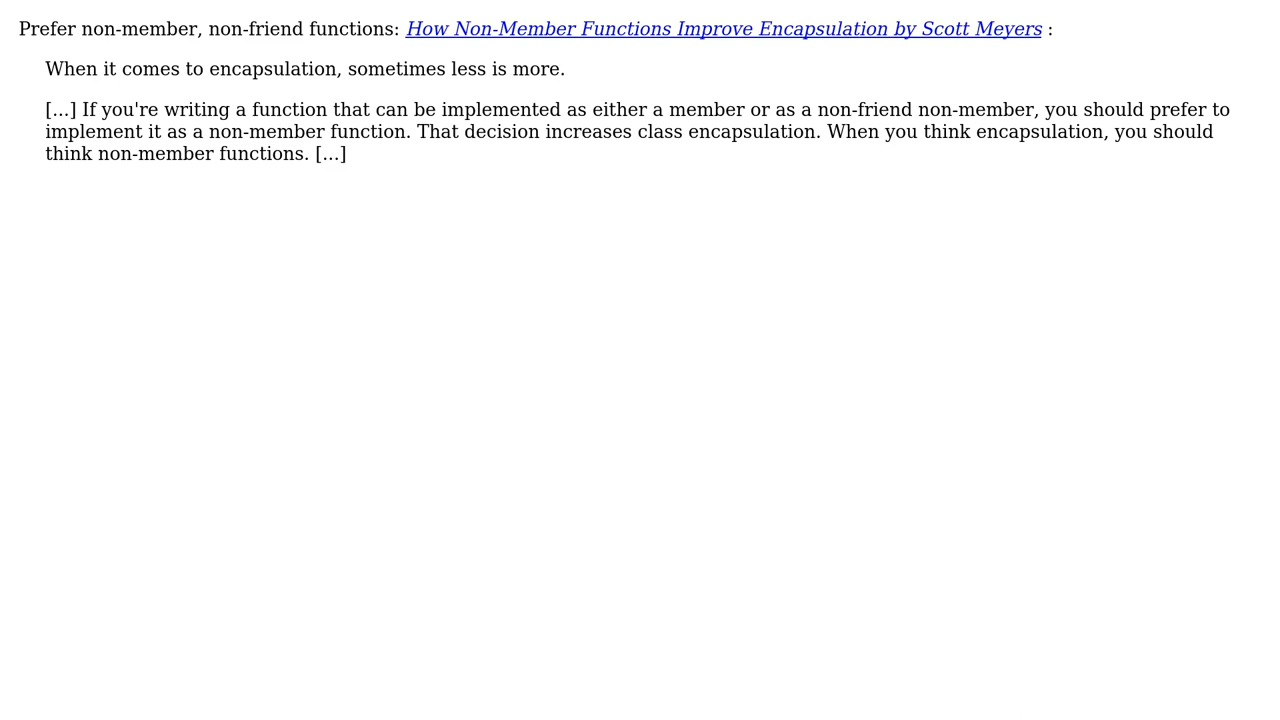 Prefer non-member, non-friend functions: How Non-Member Functions Improve Encapsulation by Scott Meyers :
When it comes to encapsulation, sometimes less is more.
[...] If you're writing a function that can be implemented as either a member or as a non-friend non-member, you should prefer to
implement it as a non-member function. That decision increases class encapsulation. When you think encapsulation, you should
think non-member functions. [...]